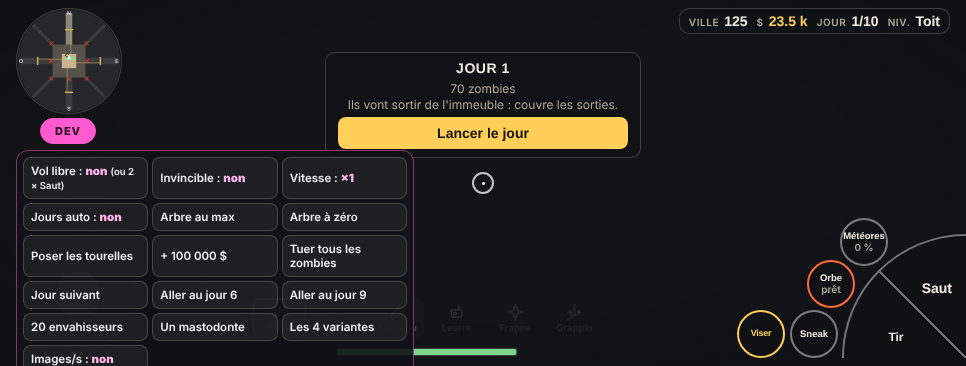 N
O
E
S
VILLE 125 $ 23.5 k JOUR 1/10 NIV. Toit
DEV
JOUR 1
70 zombies
Ils vont sortir de l'immeuble : couvre les sorties.
Lancer le jour
Vol libre : non (ou 2
× Saut)
Invincible : non
Vitesse : ×1
Jours auto : non
Arbre au max
Arbre à zéro
Poser les tourelles
+ 100 000 $
Tuer tous les
zombies
Jour suivant
Aller au jour 6
Aller au jour 9
20 envahisseurs
Un mastodonte
Les 4 variantes
Images/s : non
Leurre
Frappe
Grappin
Météores
0 %
Orbe
prêt
Viser
Sneak
Saut
Tir